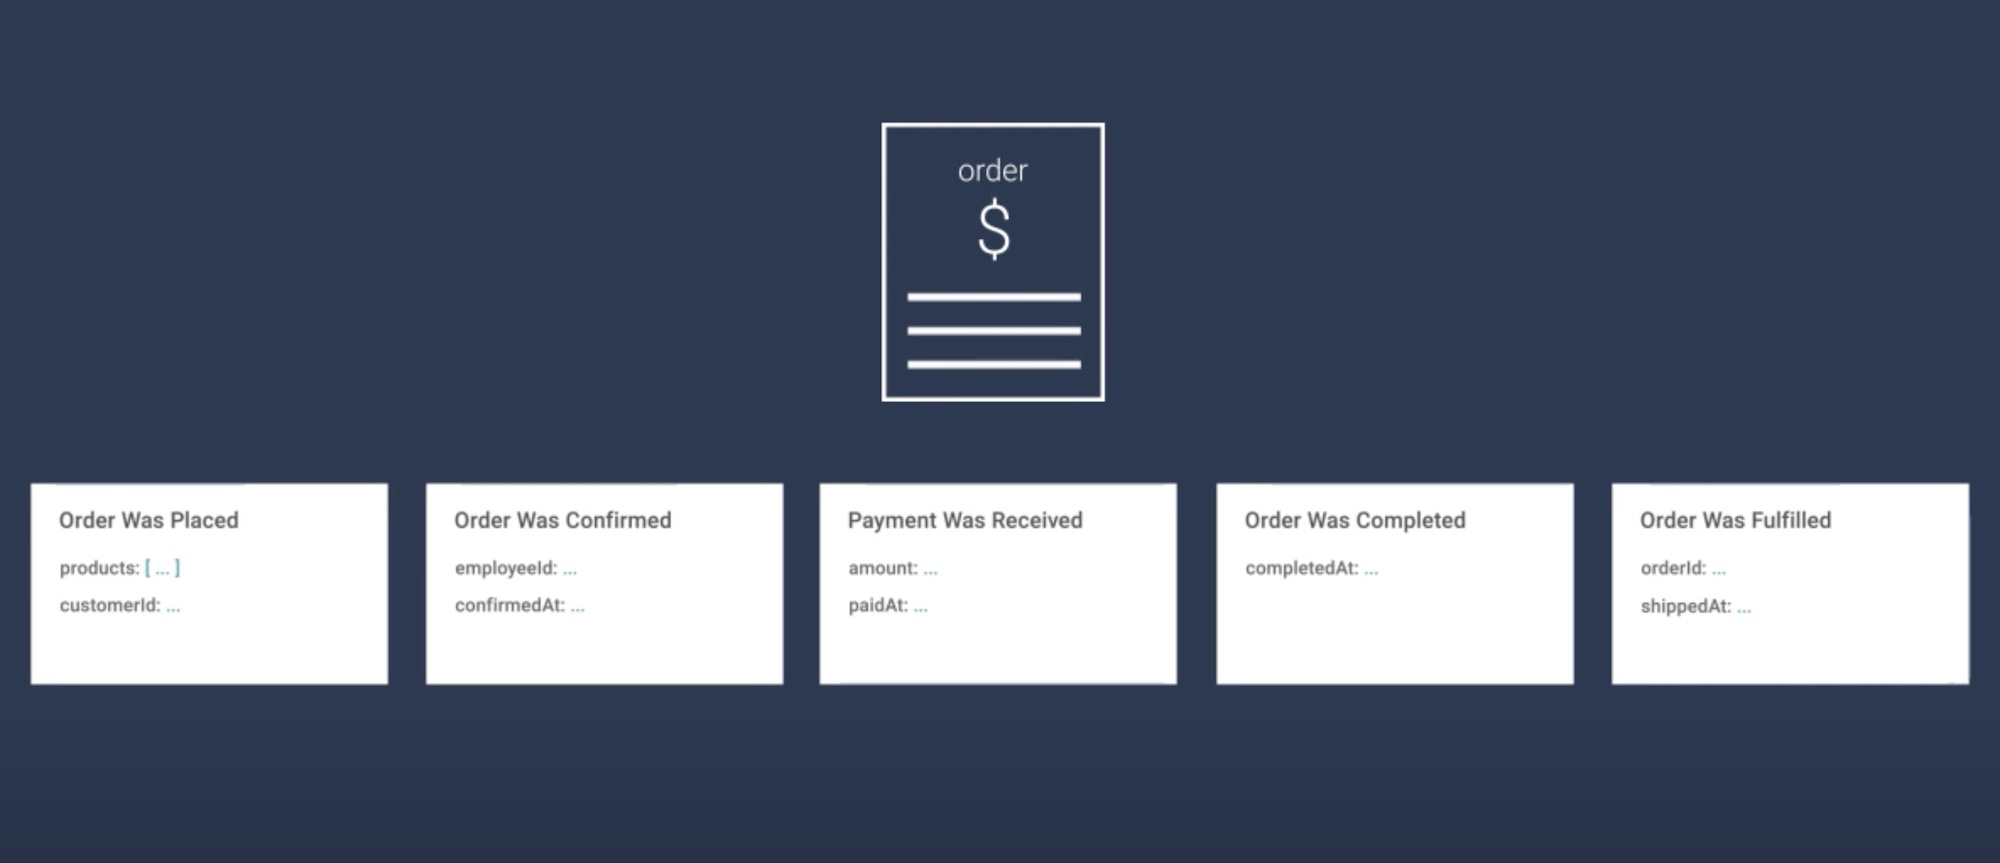 order
$
Order Was Placed
products: [ ... ]
customerId: ...
Order Was Confirmed
employeeId: ...
confirmedAt: ...
Payment Was Received
amount: ...
paidAt: ...
Order Was Completed
completedAt: ...
Order Was Fulfilled
orderId: ...
shippedAt: ...